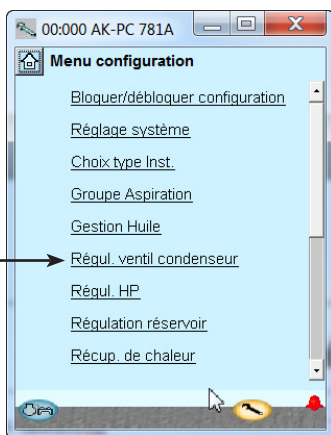 00:000 AK-PC 781A
Menu configuration
Bloquer/débloquer configuration
Réglage système
Choix type Inst.
Groupe Aspiration
Gestion Huile
Régul. ventil condenseur
Régul. HP
Régulation réservoir
Récup. de chaleur